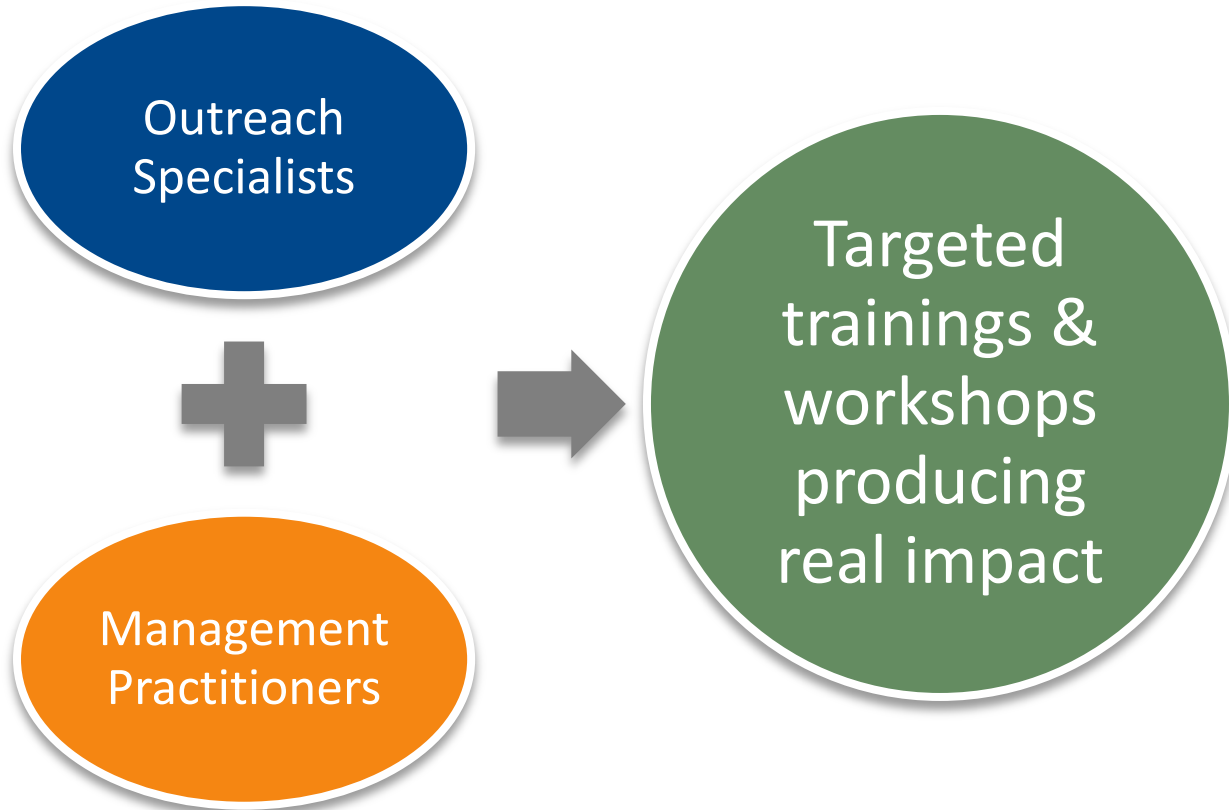 Outreach
Specialists
Management
Practitioners
Targeted
trainings &
workshops
producing
real impact